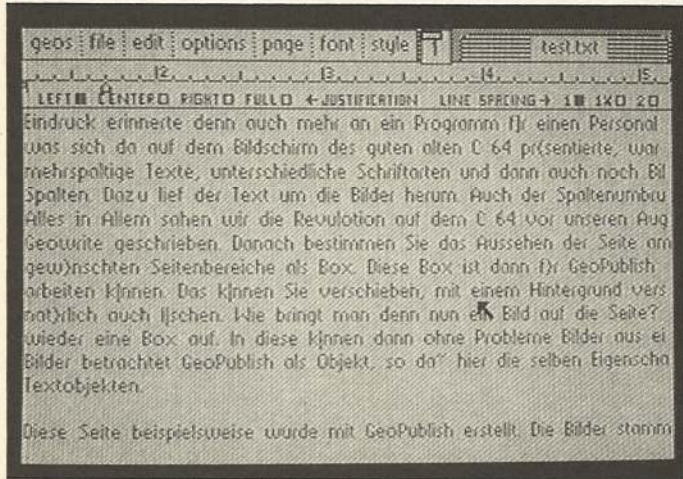 geos file edit options page font style 1 test.txt
12 13 14 15
LEFT CENTER RIGHT FULL ←JUSTIFICATION LINE SPACING→ 1 1½ 2
Eindruck erinnerte denn auch mehr an ein Programm f}r einen Personal
was sich da auf dem Bildschirm des guten alten C 64 pr{sentierte, war
mehrspaltige Texte, unterschiedliche Schriftarten und dann auch noch Bil
Spalten. Dazu lief der Text um die Bilder herum. Auch der Spaltenumbru
Alles in Allem sahen wir die Revulotion auf dem C 64 vor unseren Aug
Geowrite geschrieben. Danach bestimmen Sie das Aussehen der Seite am
gew}nschten Seitenbereiche als Box. Diese Box ist dann f}r GeoPublish
arbeiten k|nnen. Das k|nnen Sie verschieben, mit einem Hintergrund vers
nat}rlich auch l|schen. Wie bringt man denn nun Bild auf die Seite?
wieder eine Box auf. In diese k|nnen dann ohne Probleme Bilder aus ei
Bilder betrachtet GeoPublish als Objekt, so da~ hier die selben Eigenscha
Textobjekten.
Diese Seite beispielsweise wurde mit GeoPublish erstellt. Die Bilder stamm